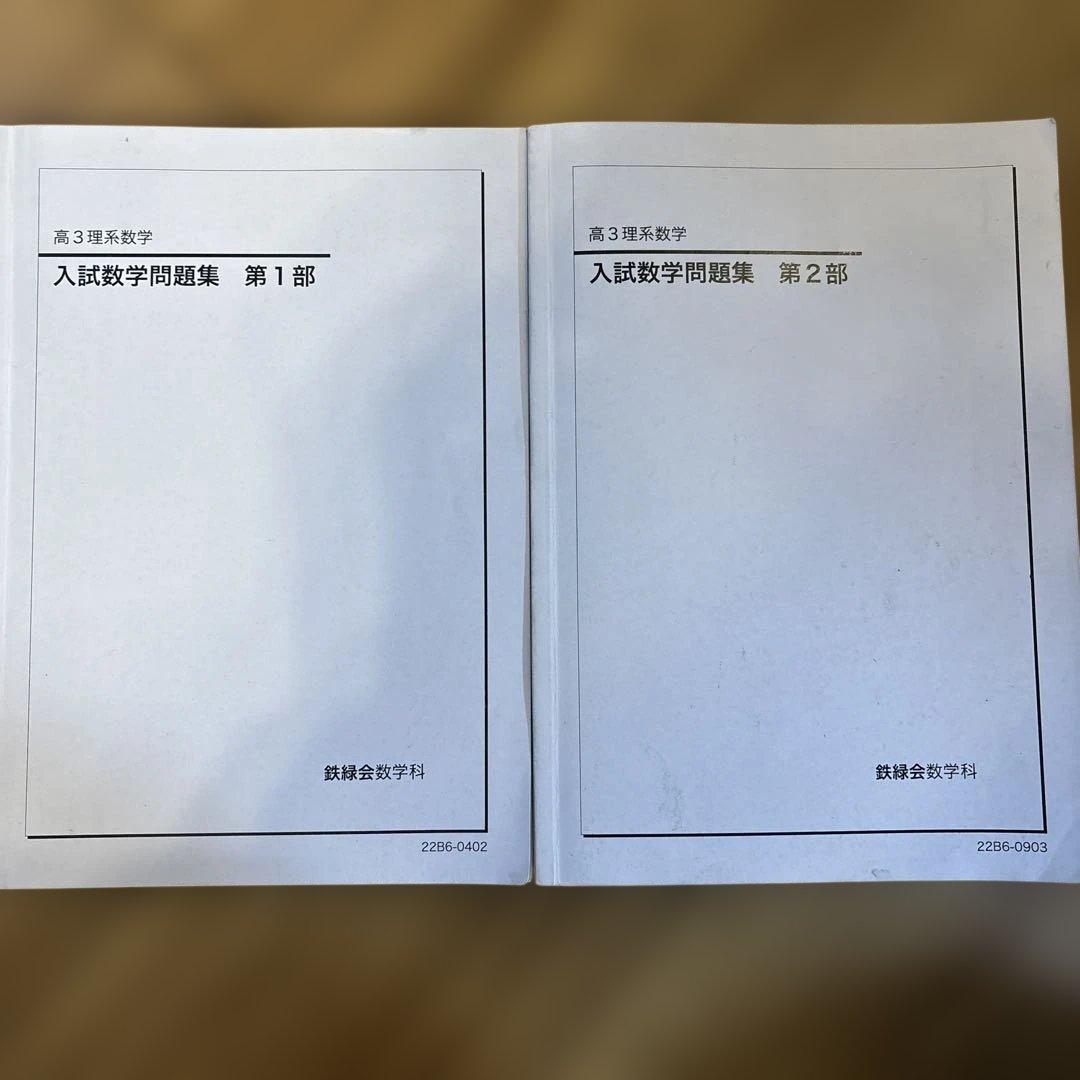 高３理系数学
入試数学問題集　第１部
鉄緑会数学科
22B6-0402
高３理系数学
入試数学問題集　第２部
鉄緑会数学科
22B6-0903